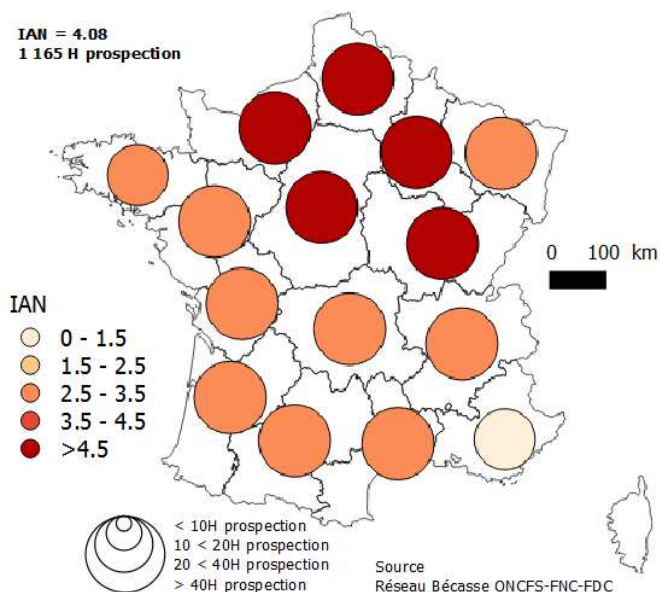 IAN = 4.08
1 165 H prospection
0 100 km
IAN
0 - 1.5
1.5 - 2.5
2.5 - 3.5
3.5 - 4.5
>4.5
< 10H prospection
10 < 20H prospection
20 < 40H prospection
> 40H prospection
Source
Réseau Bécasse ONCFS-FNC-FDC